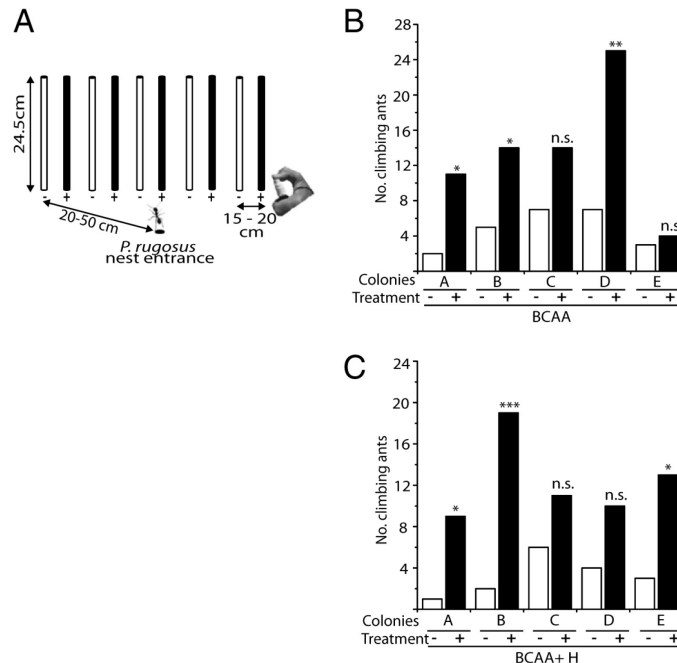 A
24.5cm
- + - + - + - + - +
20-50 cm
15 - 20
cm
P. rugosus
nest entrance
B
No. climbing ants
28
24
20
16
12
8
4
* * n.s. ** n.s
Colonies A B C D E
Treatment - + - + - + - + - +
BCAA
C
No. climbing ants
24
20
16
12
8
4
* *** n.s. n.s. *
Colonies A B C D E
Treatment - + - + - + - + - +
BCAA+ H